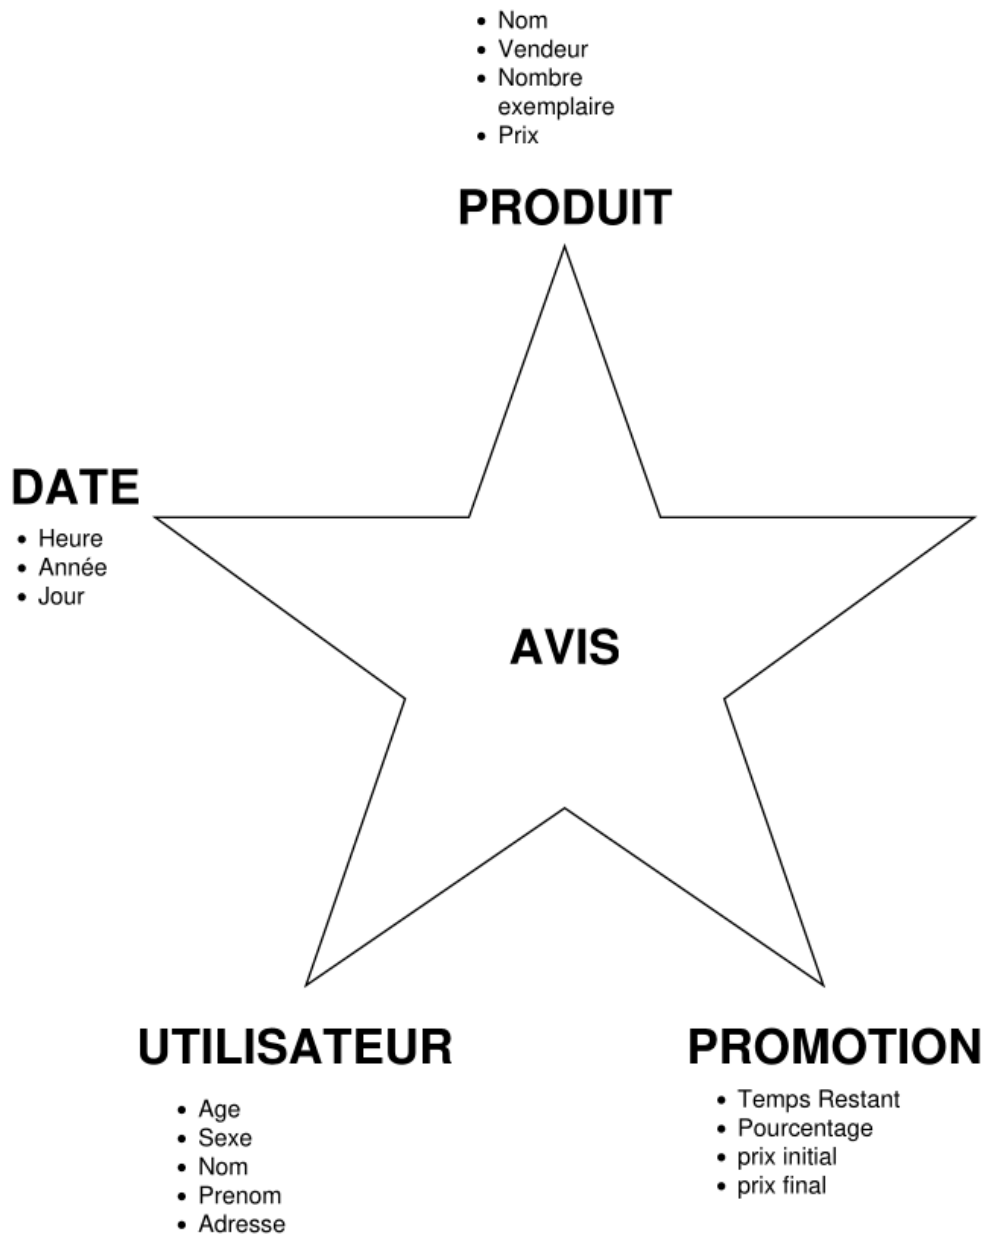 • Nom
• Vendeur
• Nombre
exemplaire
• Prix
PRODUIT
DATE
• Heure
• Année
• Jour
AVIS
UTILISATEUR
• Age
• Sexe
• Nom
• Prenom
• Adresse
PROMOTION
• Temps Restant
• Pourcentage
• prix initial
• prix final